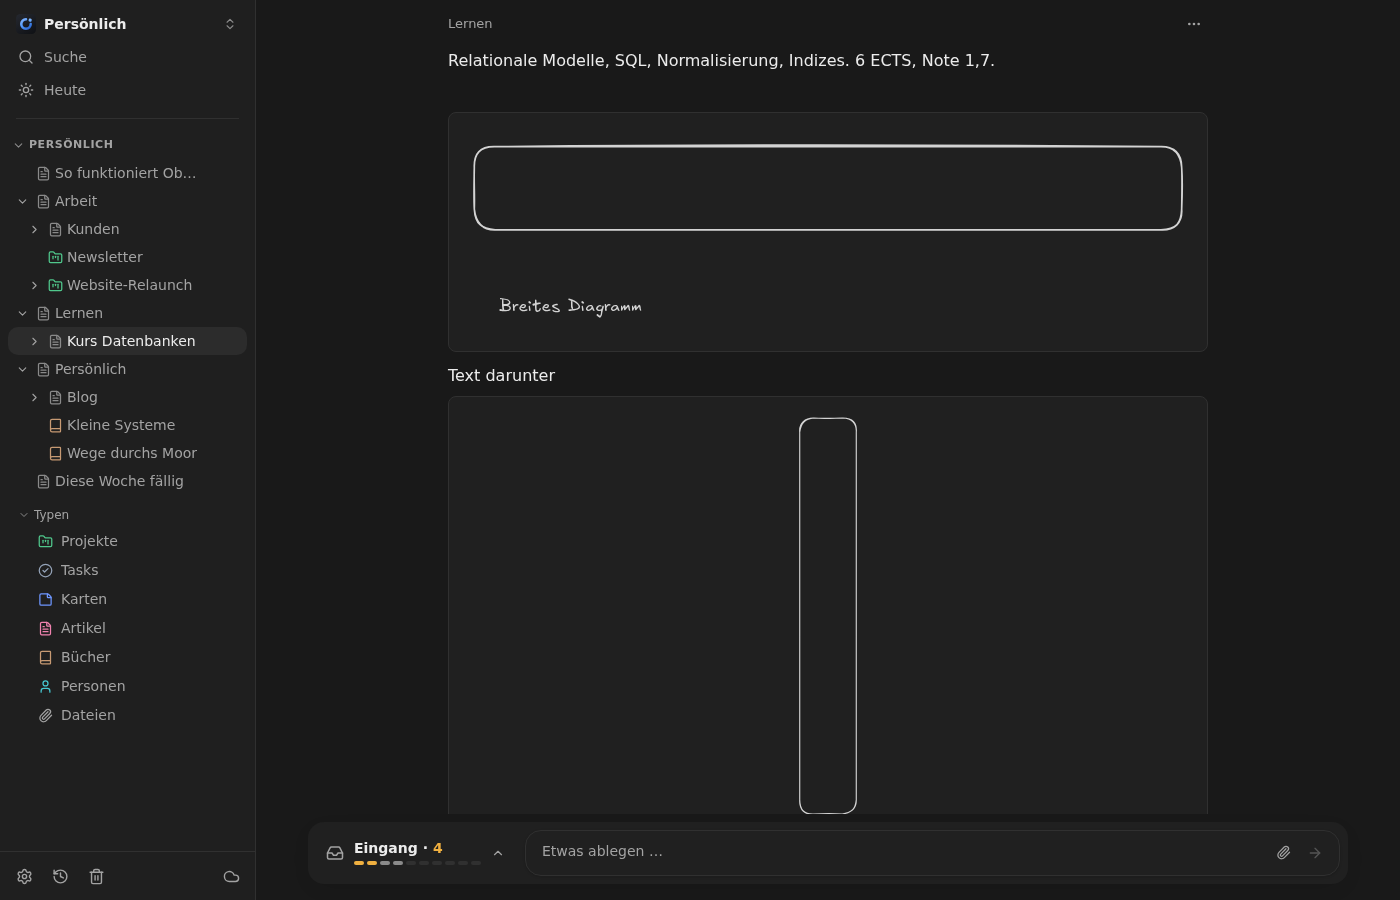 Persönlich
Suche
Heute
PERSÖNLICH
So funktioniert Ob…
Arbeit
Kunden
Newsletter
Website-Relaunch
Lernen
Kurs Datenbanken
Persönlich
Blog
Kleine Systeme
Wege durchs Moor
Diese Woche fällig
Typen
Projekte
Tasks
Karten
Artikel
Bücher
Personen
Dateien
Lernen
Relationale Modelle, SQL, Normalisierung, Indizes. 6 ECTS, Note 1,7.
Breites Diagramm
Text darunter
Eingang · 4
Etwas ablegen …